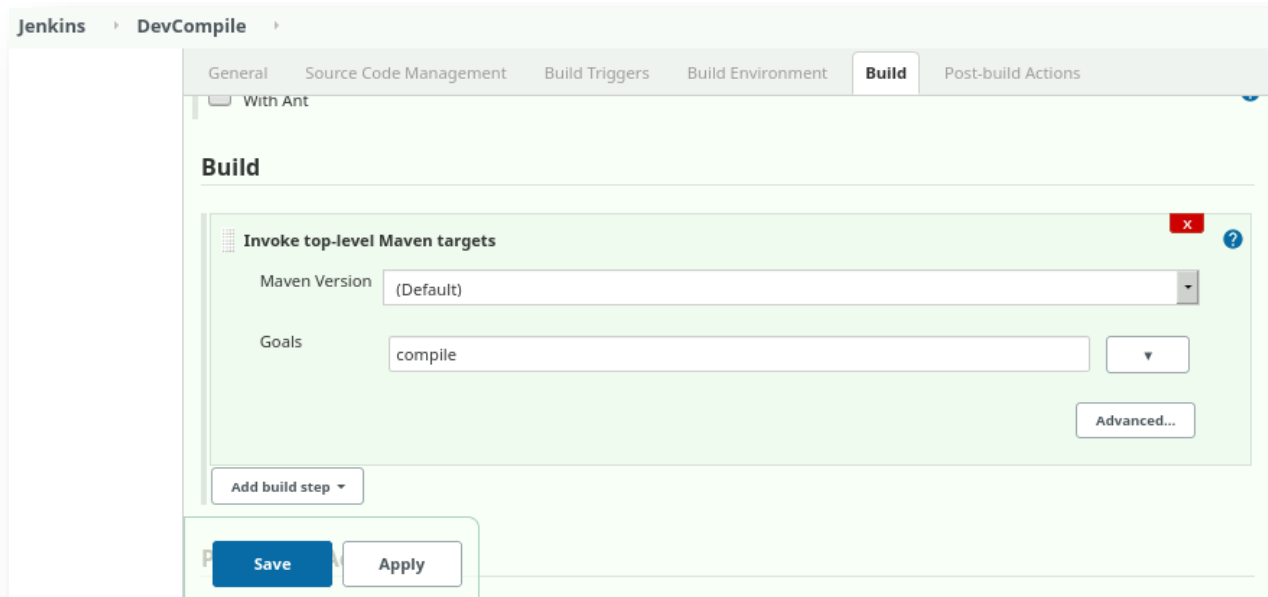 Jenkins DevCompile
General Source Code Management Build Triggers Build Environment Build Post-build Actions
With Ant
Build
x
Invoke top-level Maven targets ?
Maven Version (Default)
Goals compile
Advanced...
Add build step
Save Apply